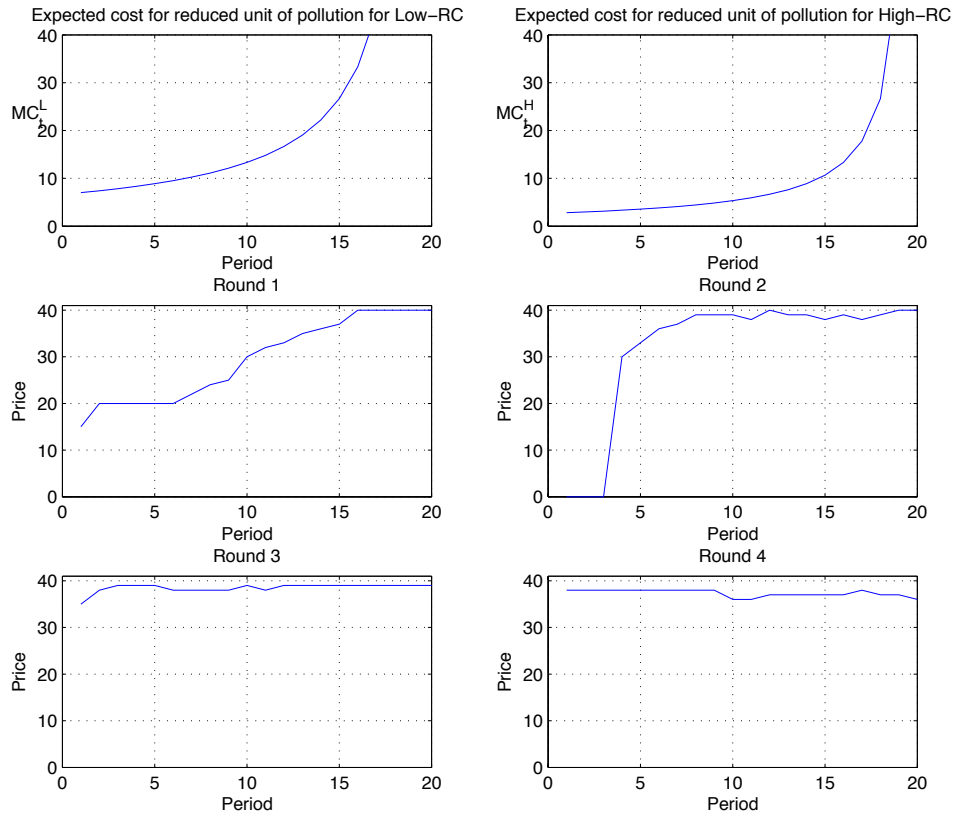 Expected cost for reduced unit of pollution for Low−RC
40
30
MC_t^L
20
10
0
0 5 10 15 20
Period
Expected cost for reduced unit of pollution for High−RC
40
30
MC_t^H
20
10
0
0 5 10 15 20
Period
Round 1
40
30
Price
20
10
0
0 5 10 15 20
Period
Round 2
40
30
Price
20
10
0
0 5 10 15 20
Period
Round 3
40
30
Price
20
10
0
0 5 10 15 20
Period
Round 4
40
30
Price
20
10
0
0 5 10 15 20
Period